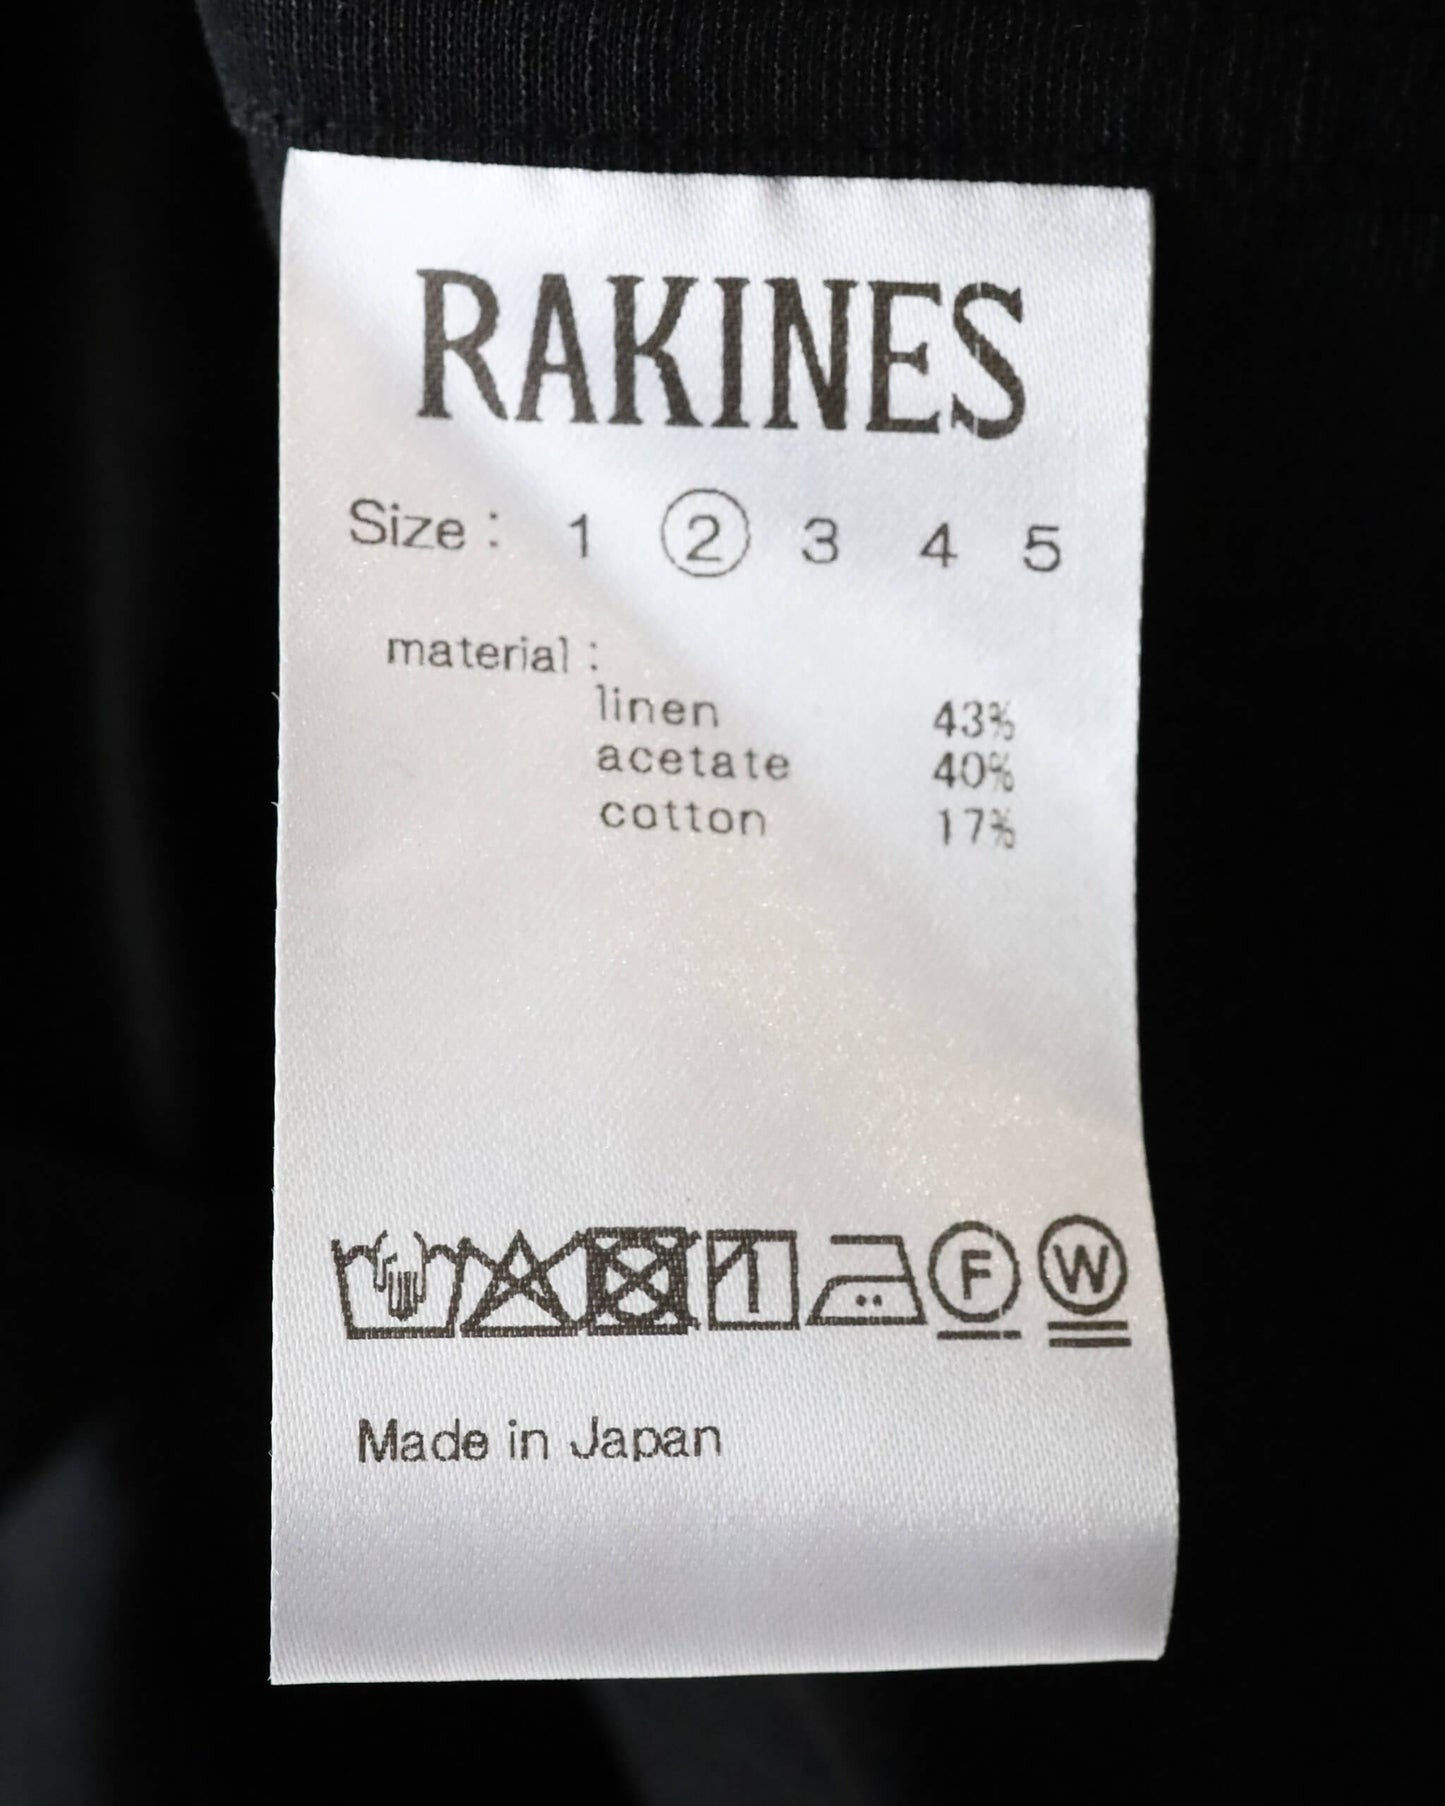 RAKINES
Size : 1 2 3 4 5
material :
linen 43%
acetate 40%
cotton 17%
F W
Made in Japan